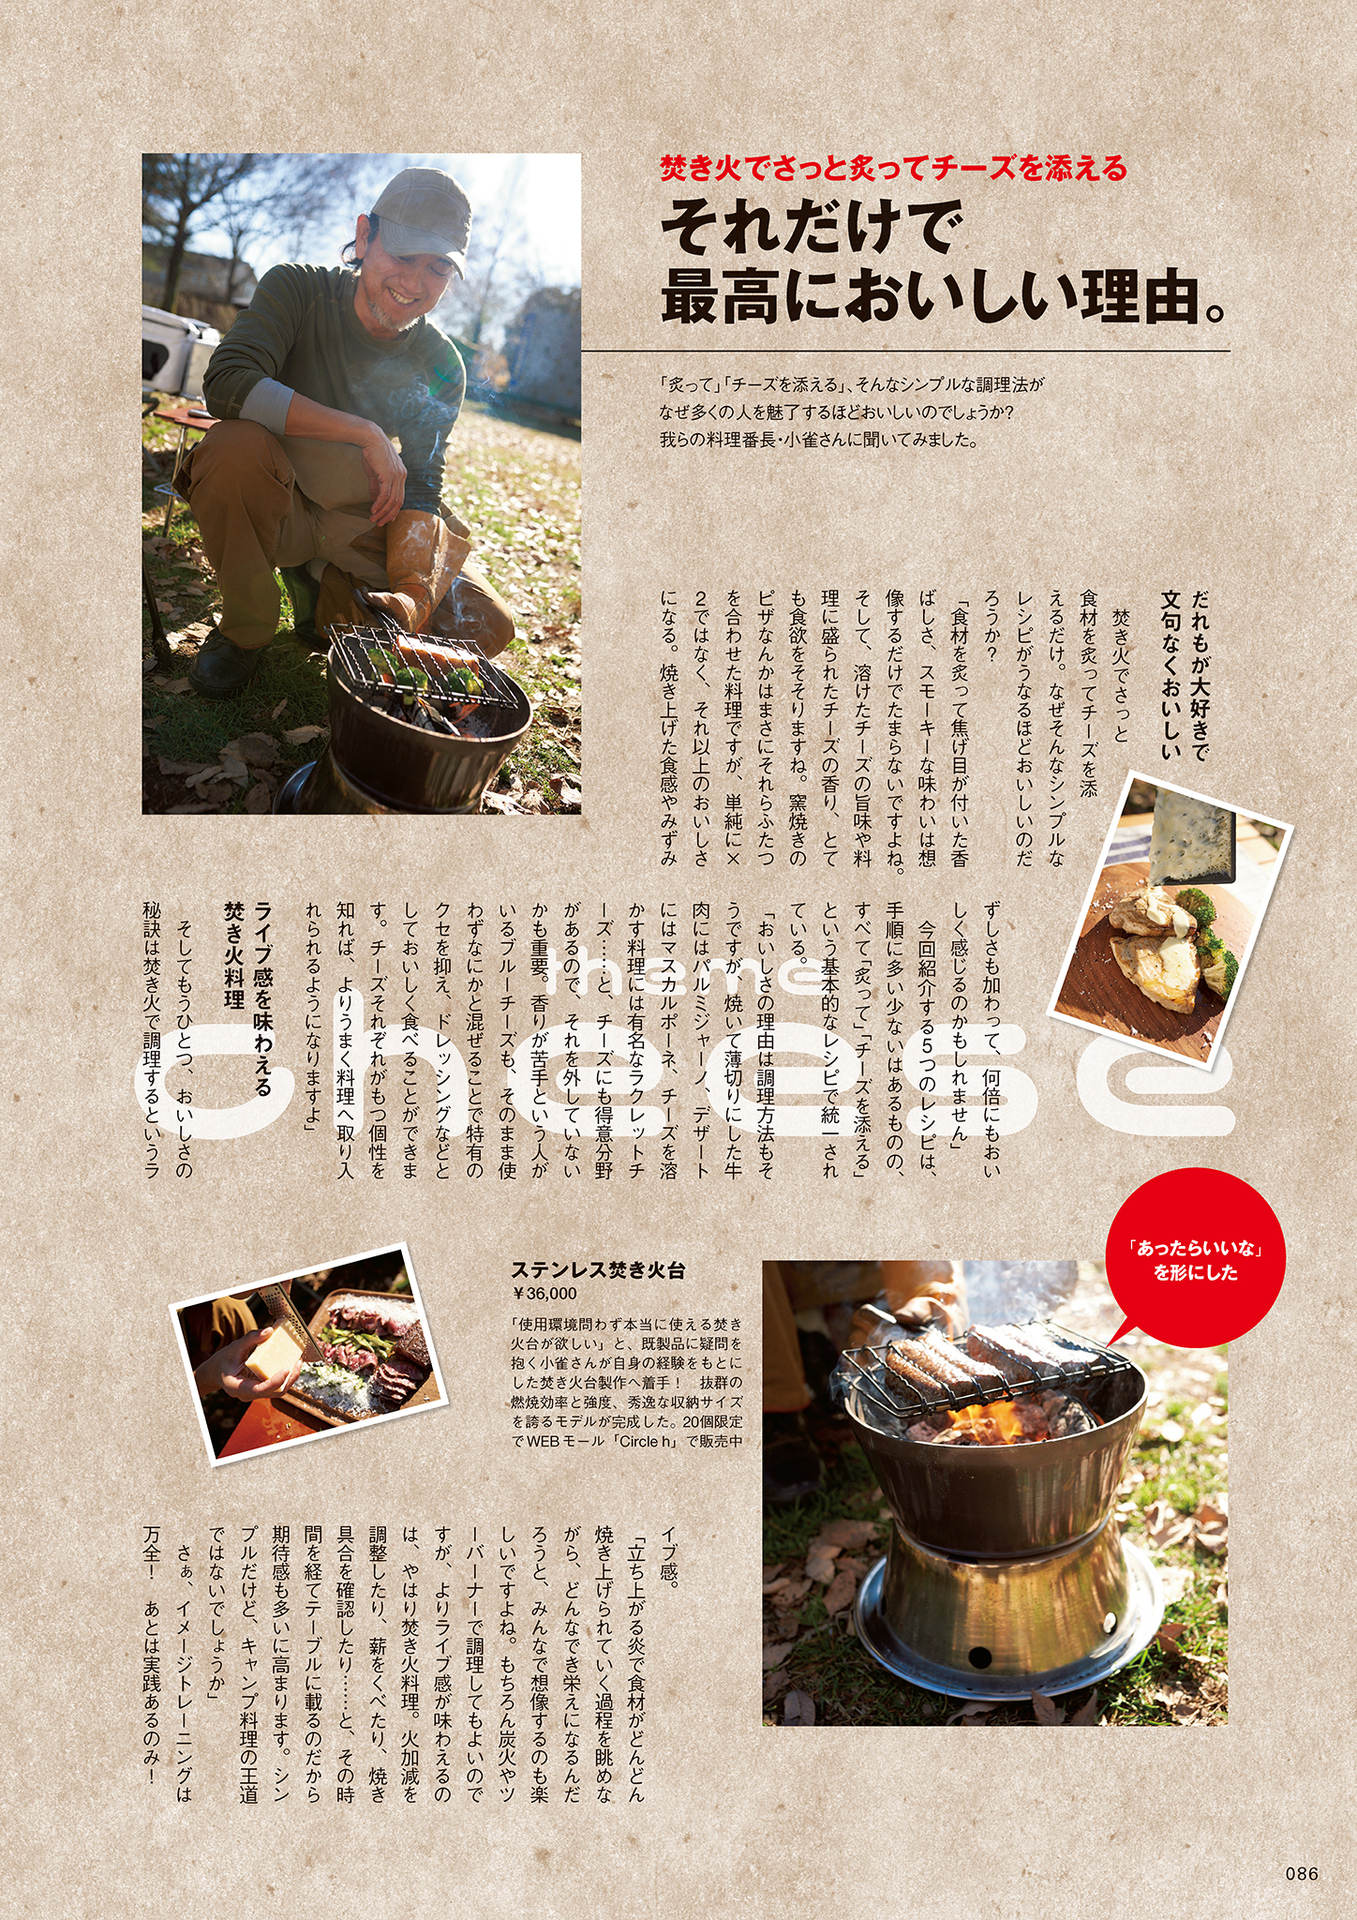 焚き火でさっと炙ってチーズを添える
それだけで
最高においしい理由。
「炙って」「チーズを添える」、そんなシンプルな調理法が
なぜ多くの人を魅了するほどおいしいのでしょうか?
我らの料理番長・小雀さんに聞いてみました。
だれもが大好きで
文句なくおいしい
焚き火でさっと
食材を炙ってチーズを添
えるだけ。なぜそんなシンプルな
レシピがうなるほどおいしいのだ
ろうか?
「食材を炙って焦げ目が付いた香
ばしさ、スモーキーな味わいは想
像するだけでたまらないですよね。
そして、溶けたチーズの旨味や料
理に盛られたチーズの香り、とて
も食欲をそそりますね。窯焼きの
ピザなんかはまさにそれらふたつ
を合わせた料理ですが、単純に×
2ではなく、それ以上のおいしさ
になる。焼き上げた食感やみずみ
ずしさも加わって、何倍にもおい
しく感じるのかもしれません」
今回紹介する5つのレシピは、
手順に多い少ないはあるものの、
すべて「炙って」「チーズを添える」
という基本的なレシピで統一され
ている。
「おいしさの理由は調理方法もそ
うですが、焼いて薄切りにした牛
肉にはパルミジャーノ、デザート
にはマスカルポーネ、チーズを溶
かす料理には有名なラクレットチ
ーズ……と、チーズにも得意分野
があるので、それを外していない
かも重要。香りが苦手という人が
いるブルーチーズも、そのまま使
わずなにかと混ぜることで特有の
クセを抑え、ドレッシングなどと
しておいしく食べることができま
す。チーズそれぞれがもつ個性を
知れば、よりうまく料理へ取り入
れられるようになりますよ」
ライブ感を味わえる
焚き火料理
そしてもうひとつ、おいしさの
秘訣は焚き火で調理するというラ
theme
cheese
「あったらいいな」
を形にした
ステンレス焚き火台
￥36,000
「使用環境問わず本当に使える焚き
火台が欲しい」と、既製品に疑問を
抱く小雀さんが自身の経験をもとに
した焚き火台製作へ着手！　抜群の
燃焼効率と強度、秀逸な収納サイズ
を誇るモデルが完成した。20個限定
でWEBモール「Circle h」で販売中
イブ感。
「立ち上がる炎で食材がどんどん
焼き上げられていく過程を眺めな
がら、どんなでき栄えになるんだ
ろうと、みんなで想像するのも楽
しいですよね。もちろん炭火やツ
ーバーナーで調理してもよいので
すが、よりライブ感が味わえるの
は、やはり焚き火料理。火加減を
調整したり、薪をくべたり、焼き
具合を確認したり……と、その時
間を経てテーブルに載るのだから
期待感も多いに高まります。シン
プルだけど、キャンプ料理の王道
ではないでしょうか」
さぁ、イメージトレーニングは
万全！　あとは実践あるのみ！
086